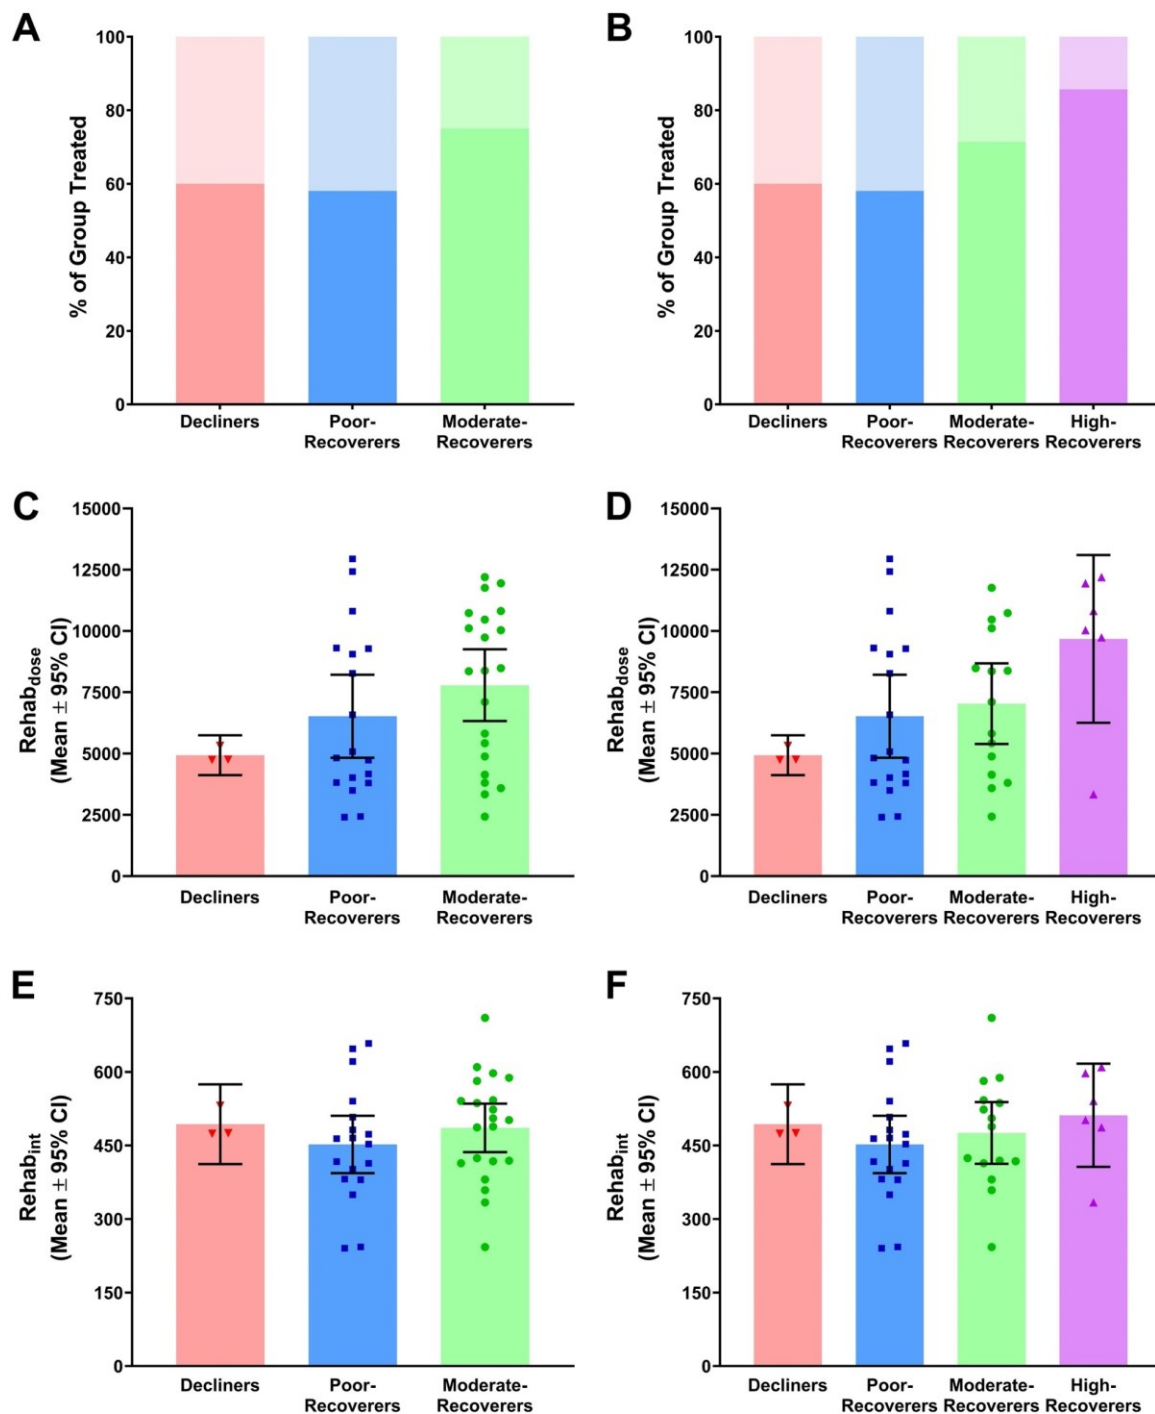 A
% of Group Treated
100
80
60
40
20
0
Decliners
Poor-
Recoverers
Moderate-
Recoverers
B
% of Group Treated
100
80
60
40
20
0
Decliners
Poor-
Recoverers
Moderate-
Recoverers
High-
Recoverers
C
Rehabdose
(Mean ± 95% CI)
15000
12500
10000
7500
5000
2500
0
Decliners
Poor-
Recoverers
Moderate-
Recoverers
D
Rehabdose
(Mean ± 95% CI)
15000
12500
10000
7500
5000
2500
0
Decliners
Poor-
Recoverers
Moderate-
Recoverers
High-
Recoverers
E
Rehabint
(Mean ± 95% CI)
750
600
450
300
150
0
Decliners
Poor-
Recoverers
Moderate-
Recoverers
F
Rehabint
(Mean ± 95% CI)
750
600
450
300
150
0
Decliners
Poor-
Recoverers
Moderate-
Recoverers
High-
Recoverers